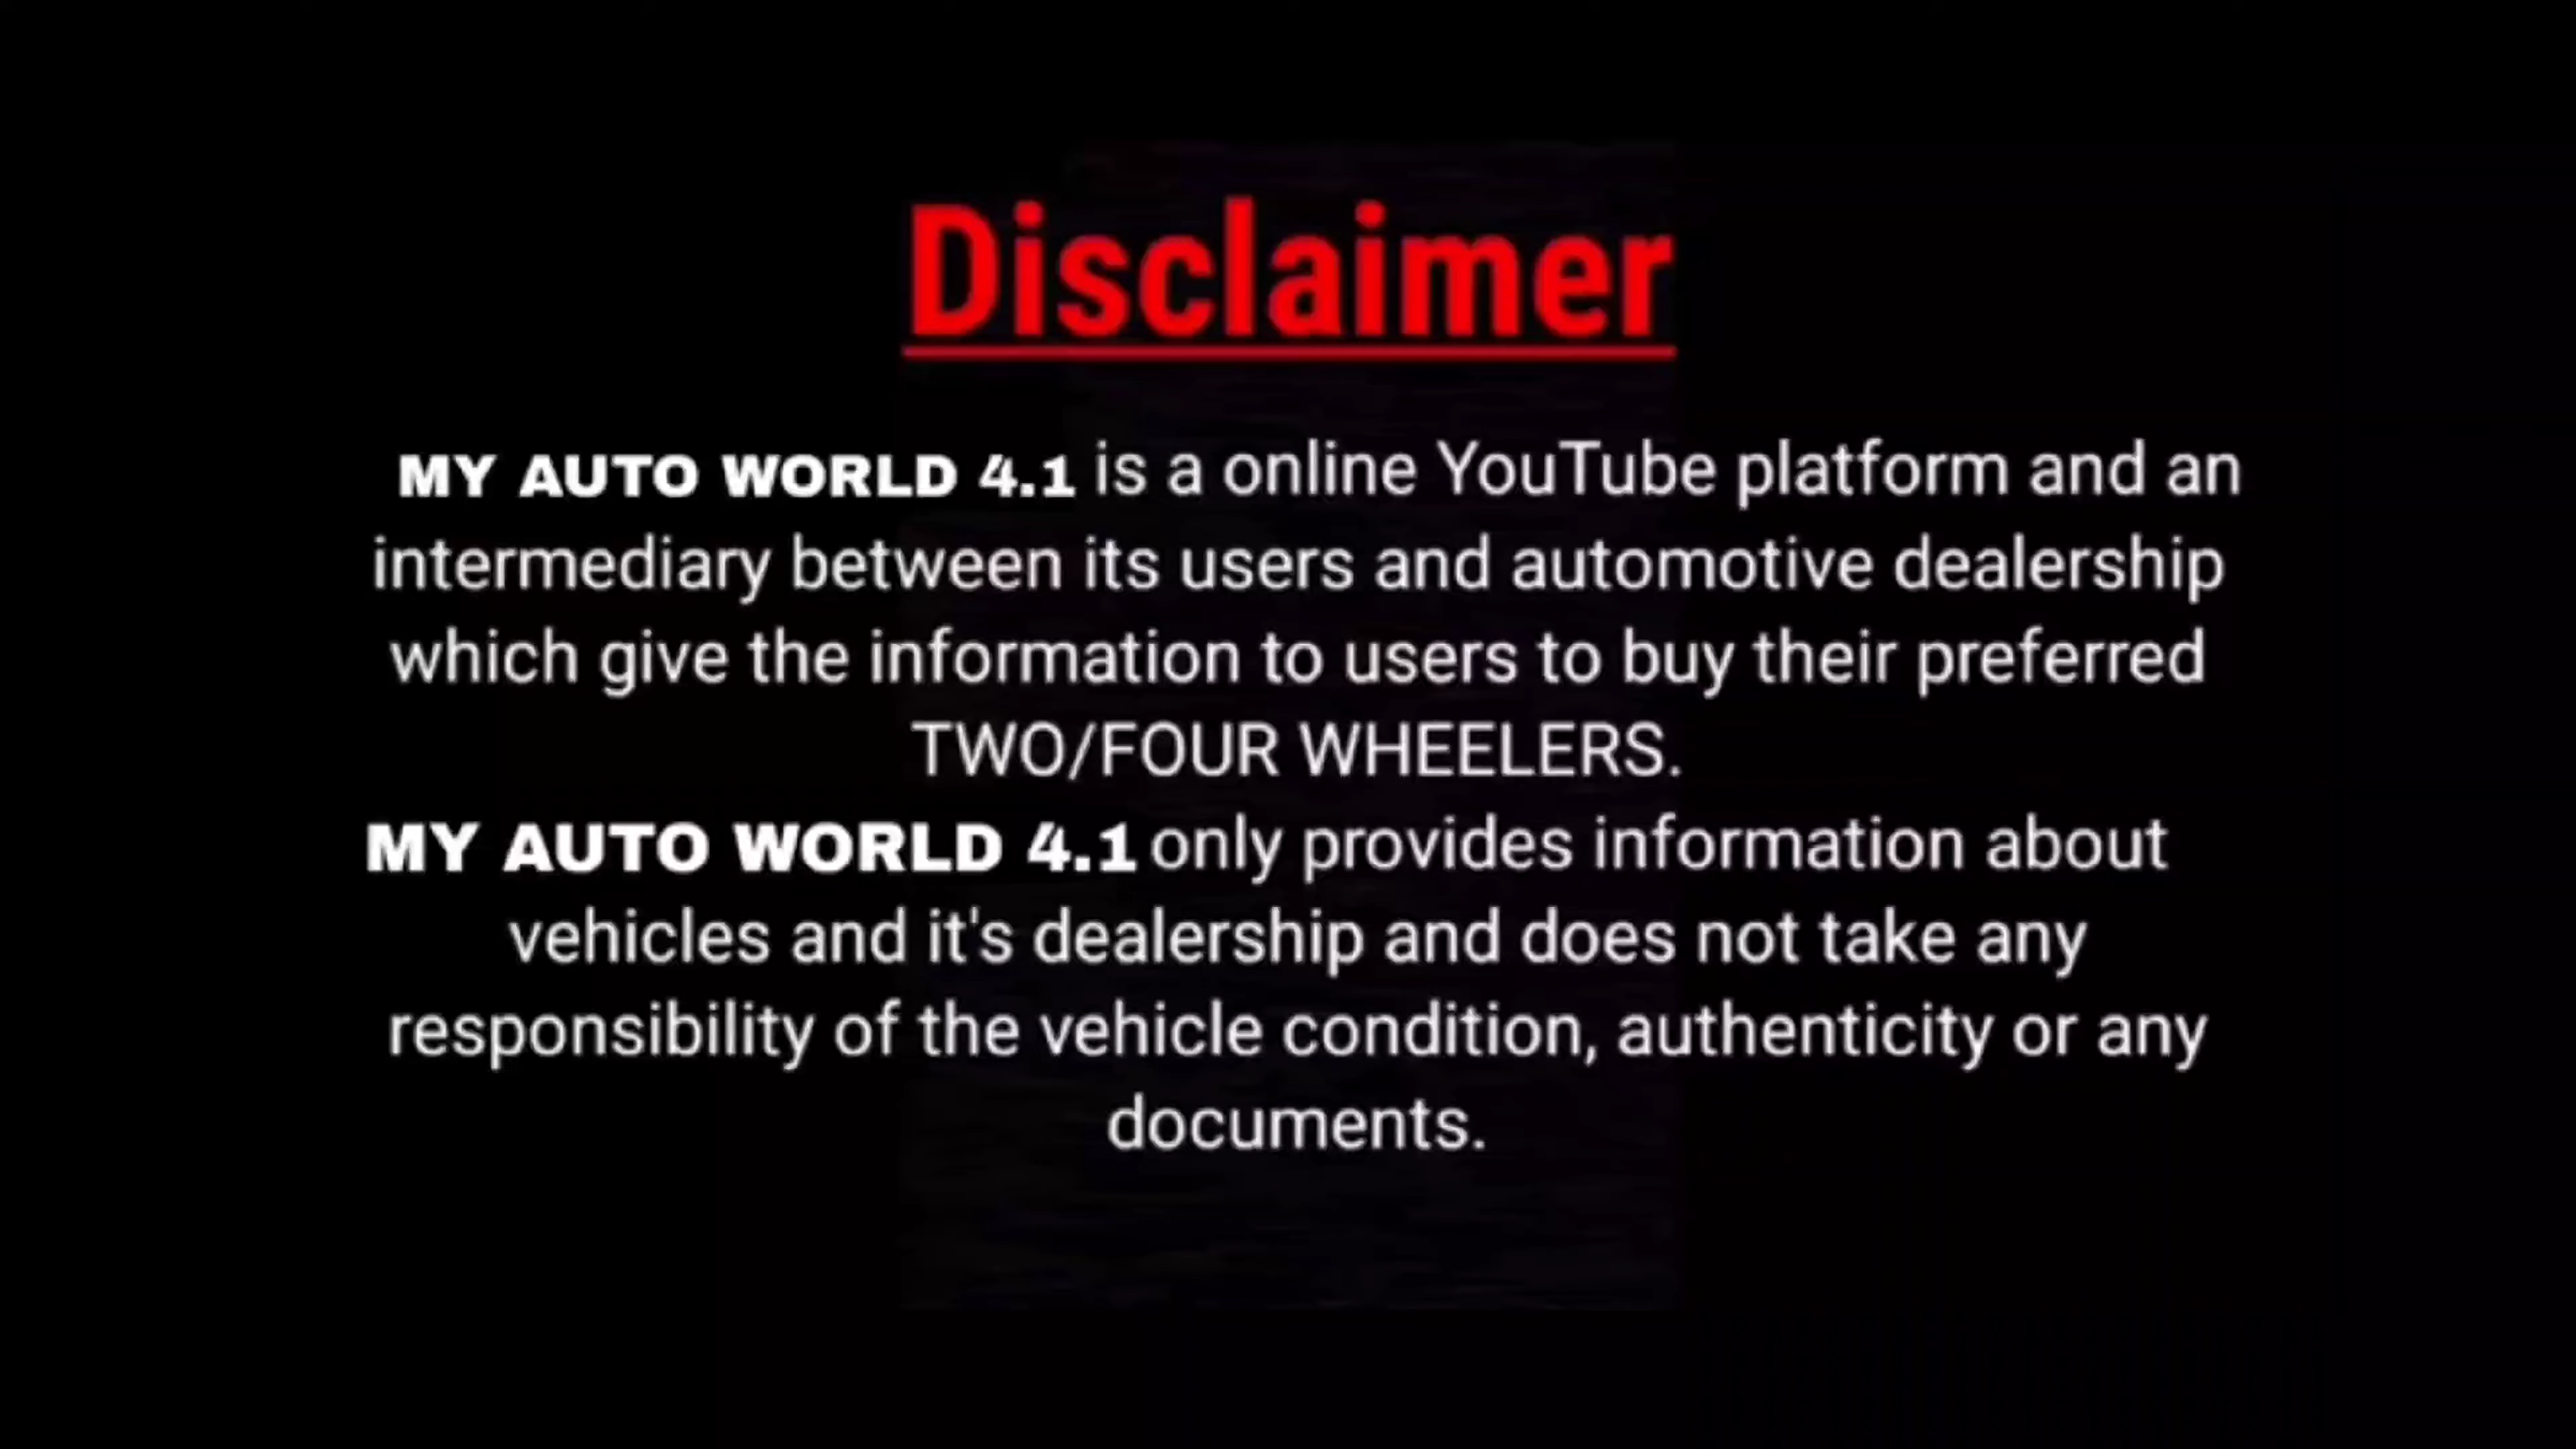 Disclaimer
MY AUTO WORLD 4.1 is a online YouTube platform and an
intermediary between its users and automotive dealership
which give the information to users to buy their preferred
TWO/FOUR WHEELERS.
MY AUTO WORLD 4.1 only provides information about
vehicles and it's dealership and does not take any
responsibility of the vehicle condition, authenticity or any
documents.